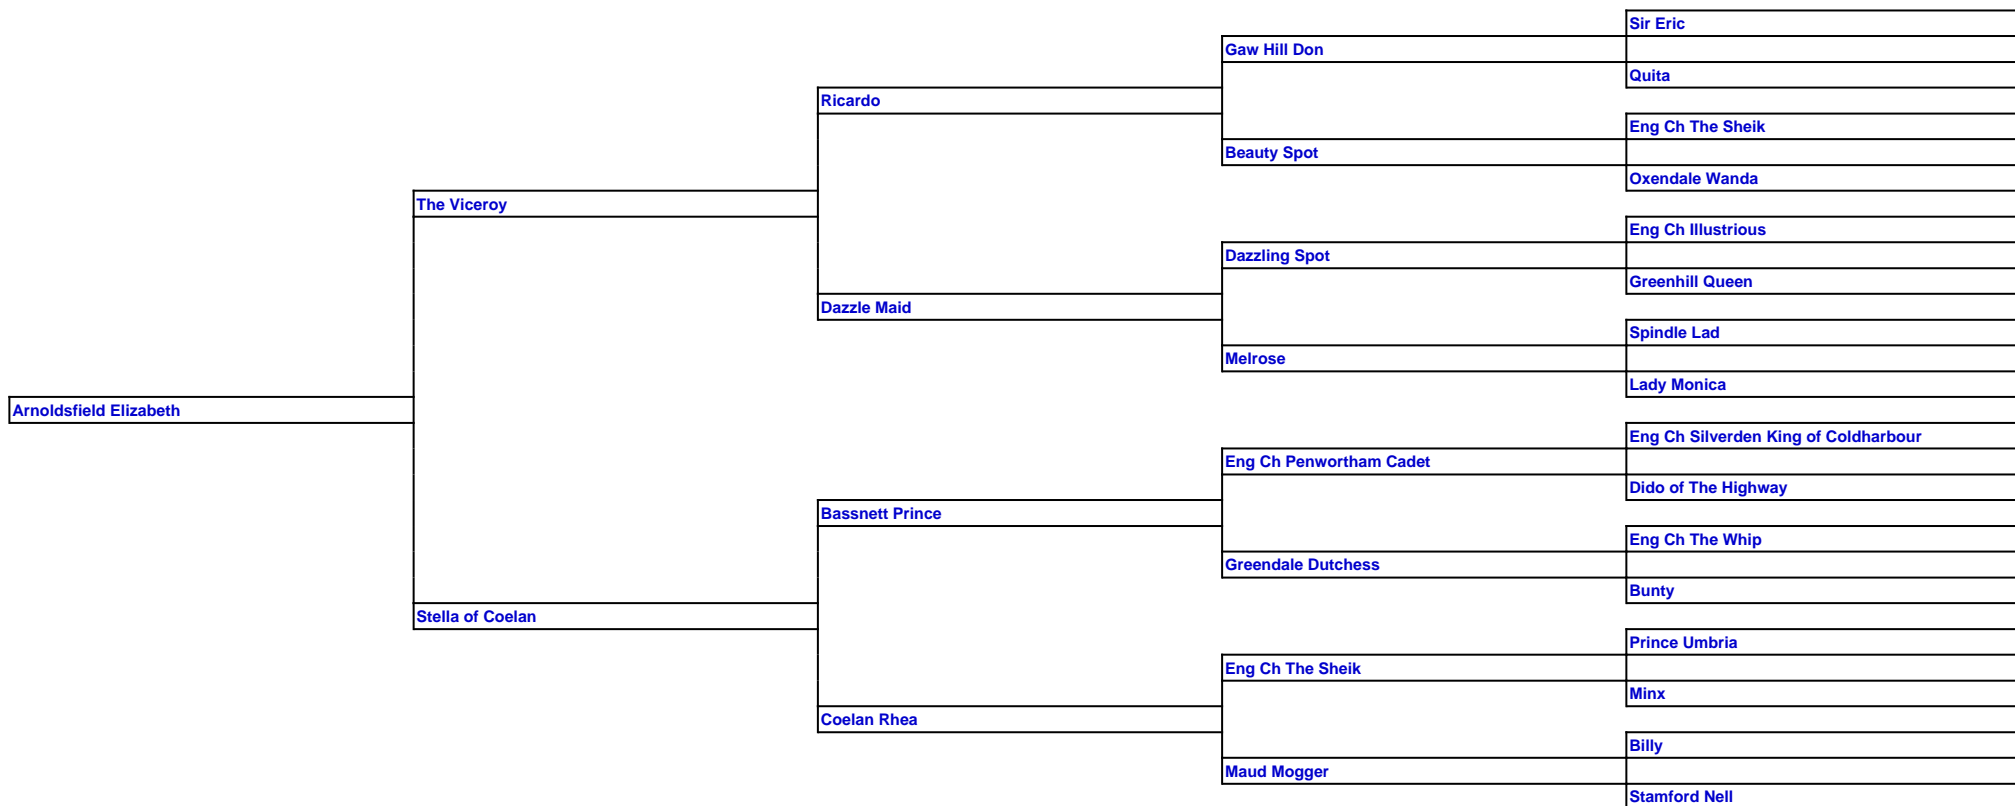 Sir Eric
Gaw Hill Don
Quita
Ricardo
Eng Ch The Sheik
Beauty Spot
Oxendale Wanda
The Viceroy
Eng Ch Illustrious
Dazzling Spot
Greenhill Queen
Dazzle Maid
Spindle Lad
Melrose
Lady Monica
Arnoldsfield Elizabeth
Eng Ch Silverden King of Coldharbour
Eng Ch Penwortham Cadet
Dido of The Highway
Bassnett Prince
Eng Ch The Whip
Greendale Dutchess
Bunty
Stella of Coelan
Prince Umbria
Eng Ch The Sheik
Minx
Coelan Rhea
Billy
Maud Mogger
Stamford Nell